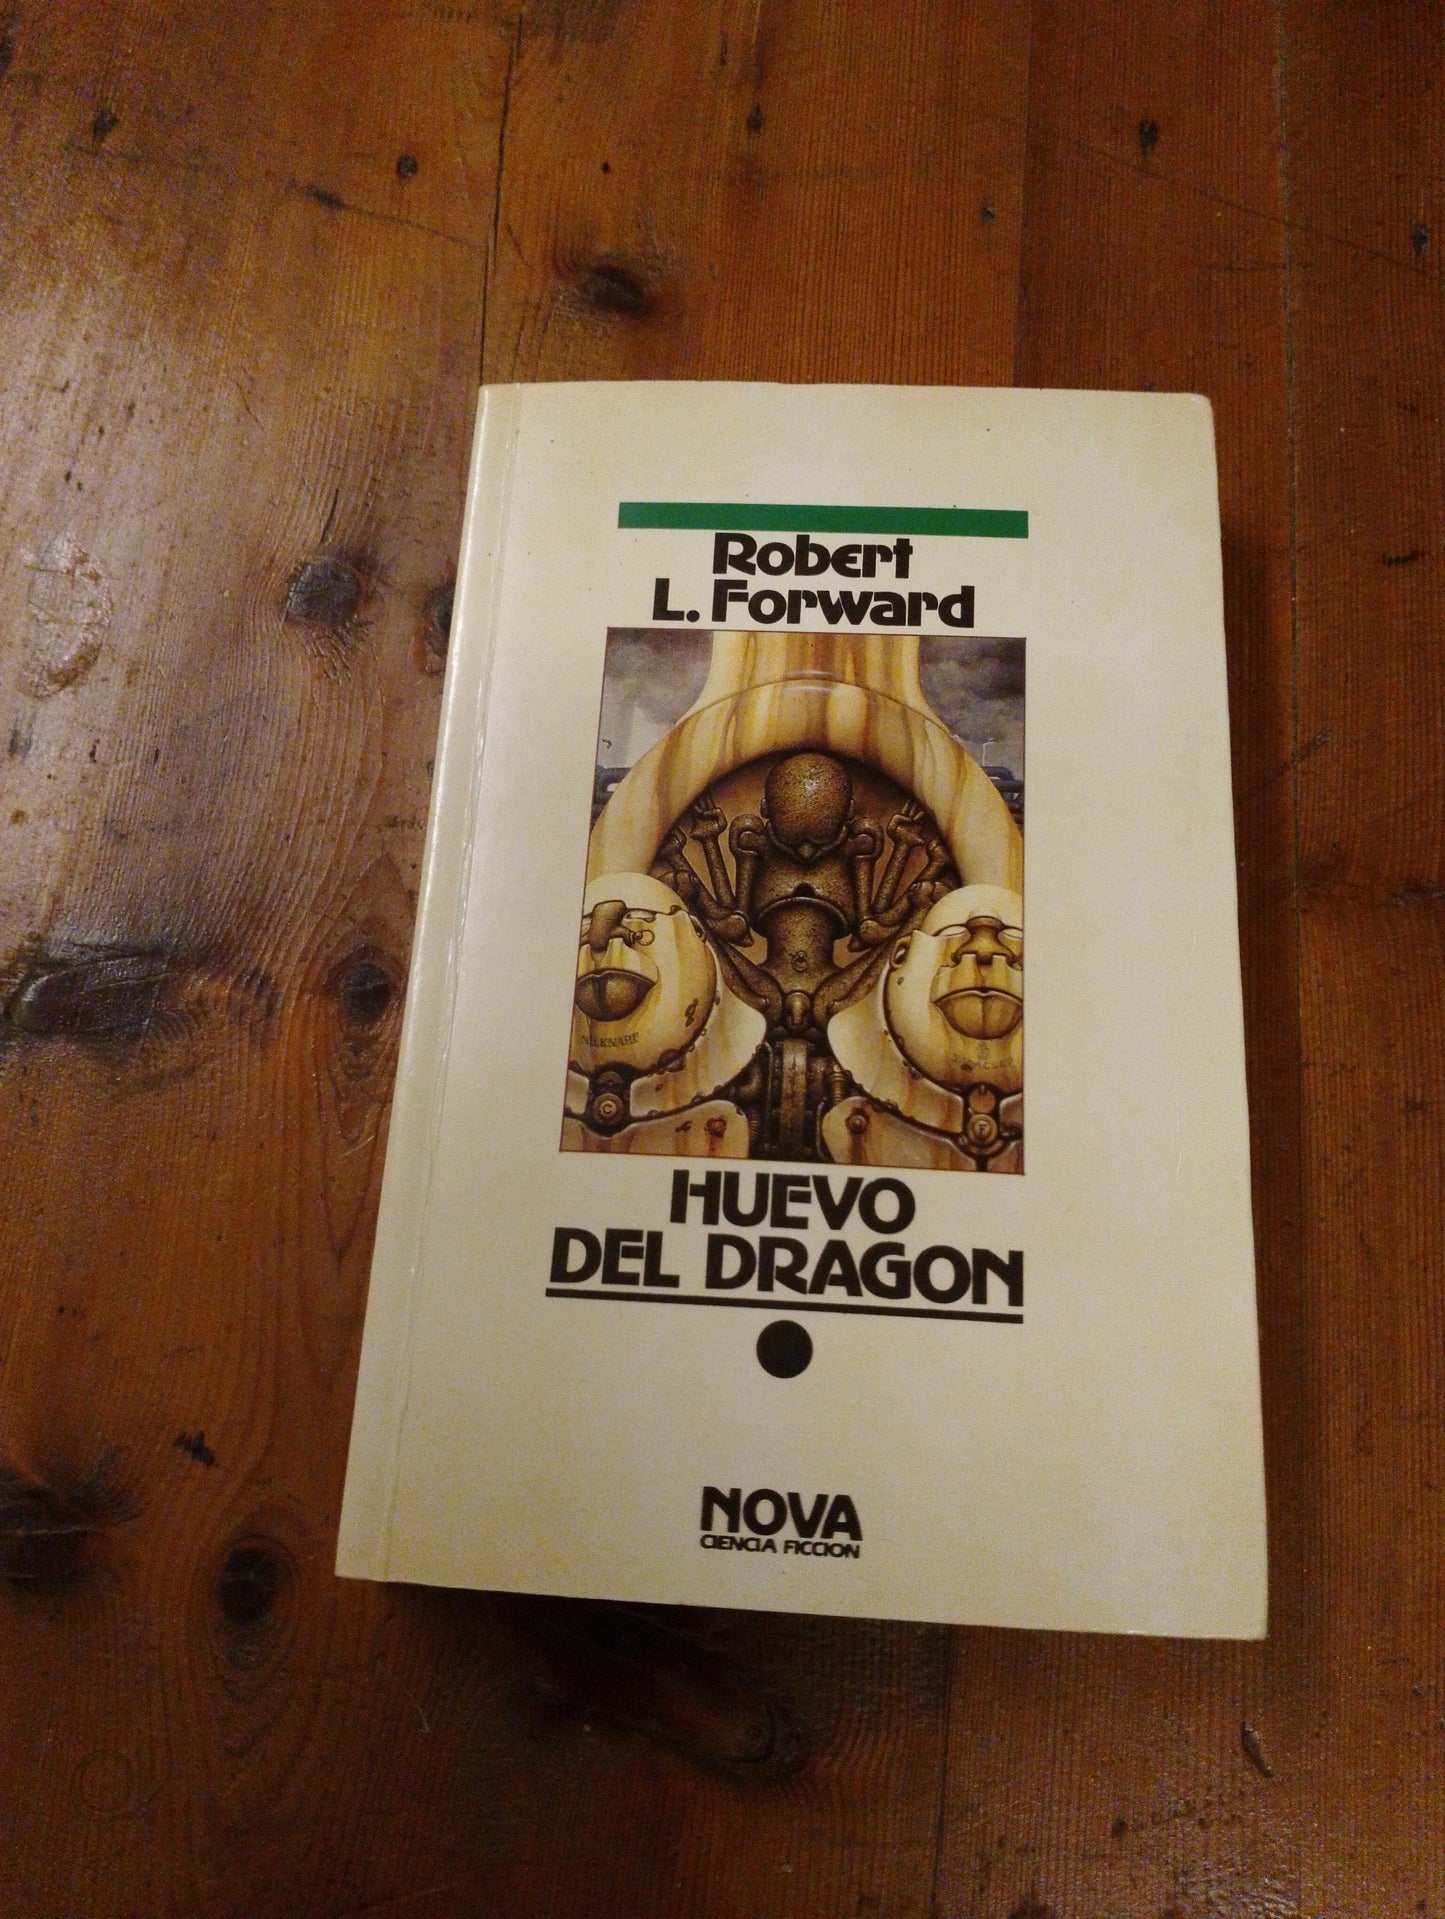 Robert
L. Forward
HUEVO
DEL DRAGON
NOVA
CIENCIA FICCION